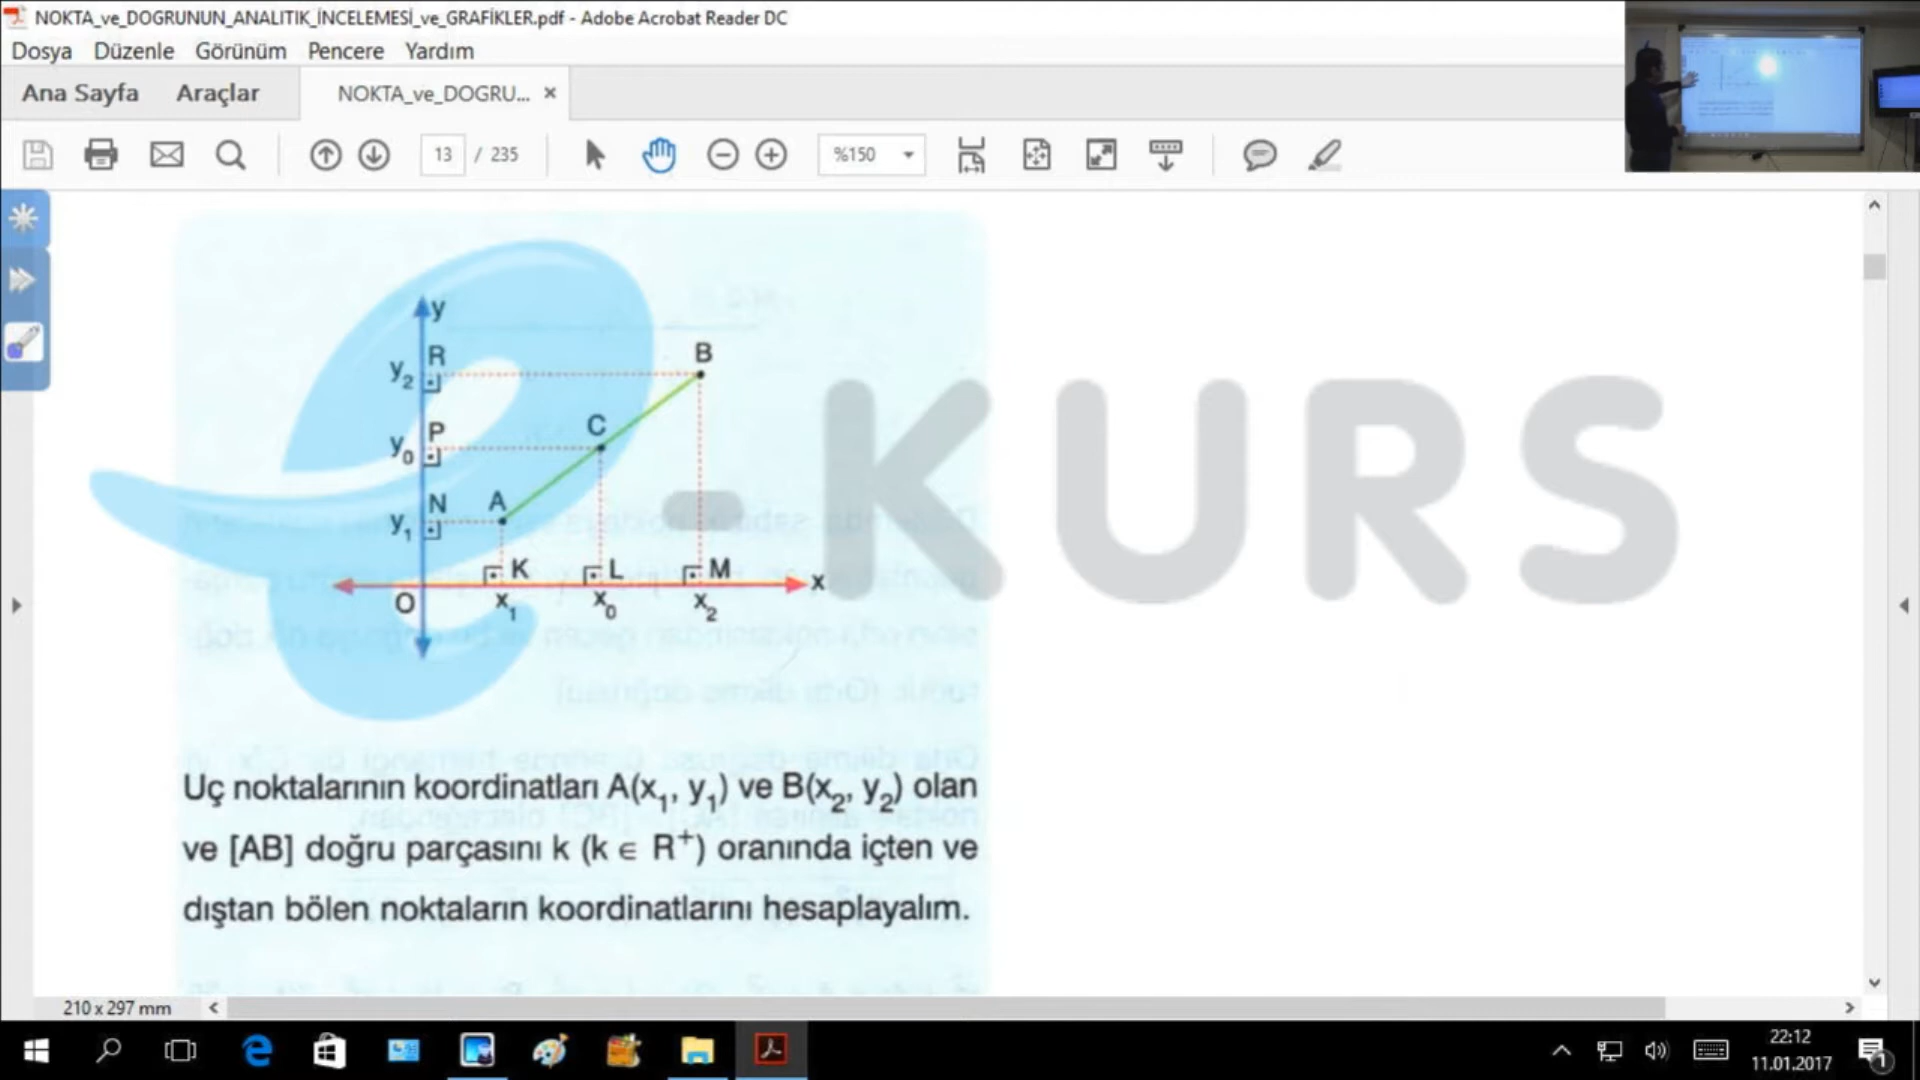 NOKTA_ve_DOGRUNUN_ANALITIK_İNCELEMESİ_ve_GRAFİKLER.pdf - Adobe Acrobat Reader DC
Dosya Düzenle Görünüm Pencere Yardım
Ana Sayfa Araçlar NOKTA_ve_DOGRU... ×
13 / 235 %150
y
R
B
y2
P
C
y0
N
A
y1
K L M x
O x1 x0 x2
-KURS
Uç noktalarının koordinatları A(x1, y1) ve B(x2, y2) olan
ve [AB] doğru parçasını k (k ∈ R+) oranında içten ve
dıştan bölen noktaların koordinatlarını hesaplayalım.
210 x 297 mm
22:12
11.01.2017
1